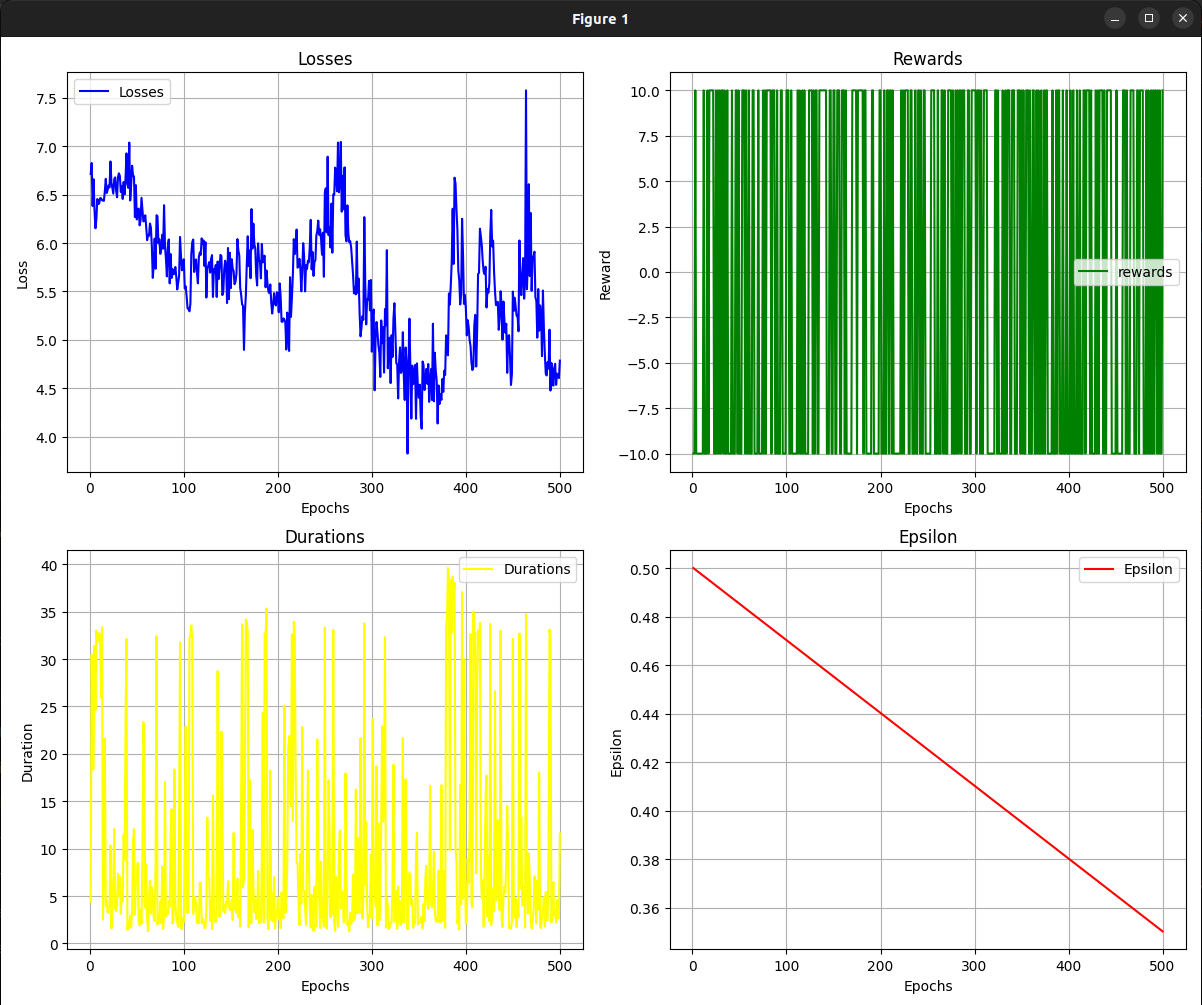 Figure 1
Losses
Losses
7.5
7.0
6.5
6.0
5.5
5.0
4.5
4.0
Loss
0 100 200 300 400 500
Epochs
Rewards
rewards
10.0
7.5
5.0
2.5
0.0
−2.5
−5.0
−7.5
−10.0
Reward
0 100 200 300 400 500
Epochs
Durations
Durations
40
35
30
25
20
15
10
5
0
Duration
0 100 200 300 400 500
Epochs
Epsilon
Epsilon
0.50
0.48
0.46
0.44
0.42
0.40
0.38
0.36
Epsilon
0 100 200 300 400 500
Epochs